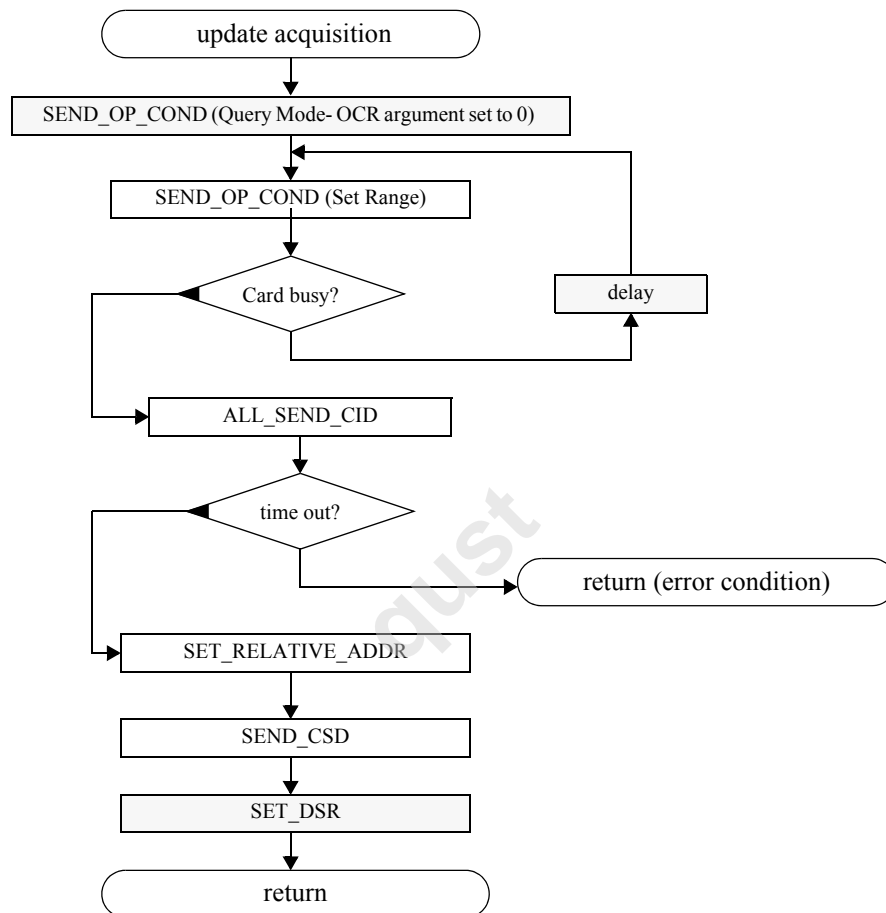 update acquisition
SEND_OP_COND (Query Mode- OCR argument set to 0)
SEND_OP_COND (Set Range)
Card busy?
delay
ALL_SEND_CID
time out?
return (error condition)
SET_RELATIVE_ADDR
SEND_CSD
SET_DSR
return
qust